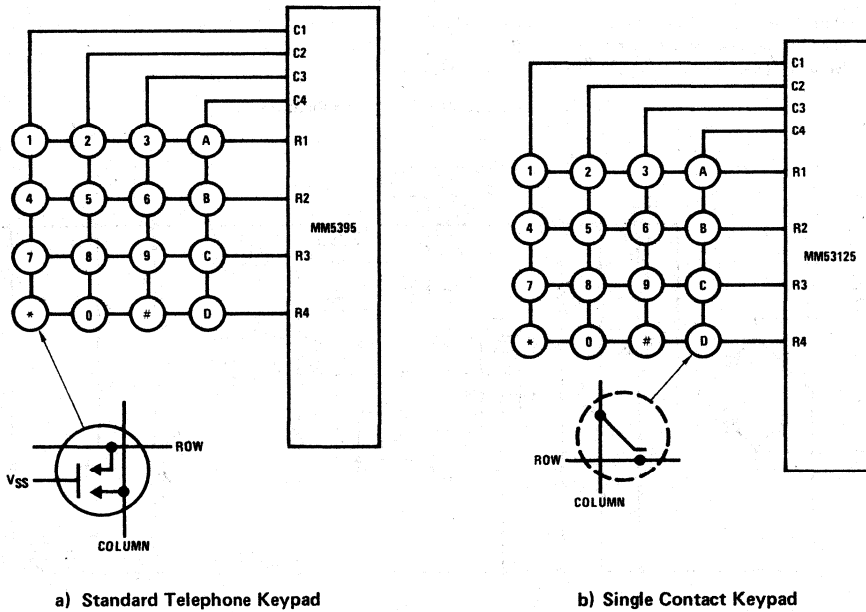 C1
C2
C3
C4
1 2 3 A R1
4 5 6 B R2
MM5395
7 8 9 C R3
* 0 # D R4
ROW
VSS
COLUMN
a) Standard Telephone Keypad
C1
C2
C3
C4
1 2 3 A R1
4 5 6 B R2
MM53125
7 8 9 C R3
* 0 # D R4
ROW
COLUMN
b) Single Contact Keypad